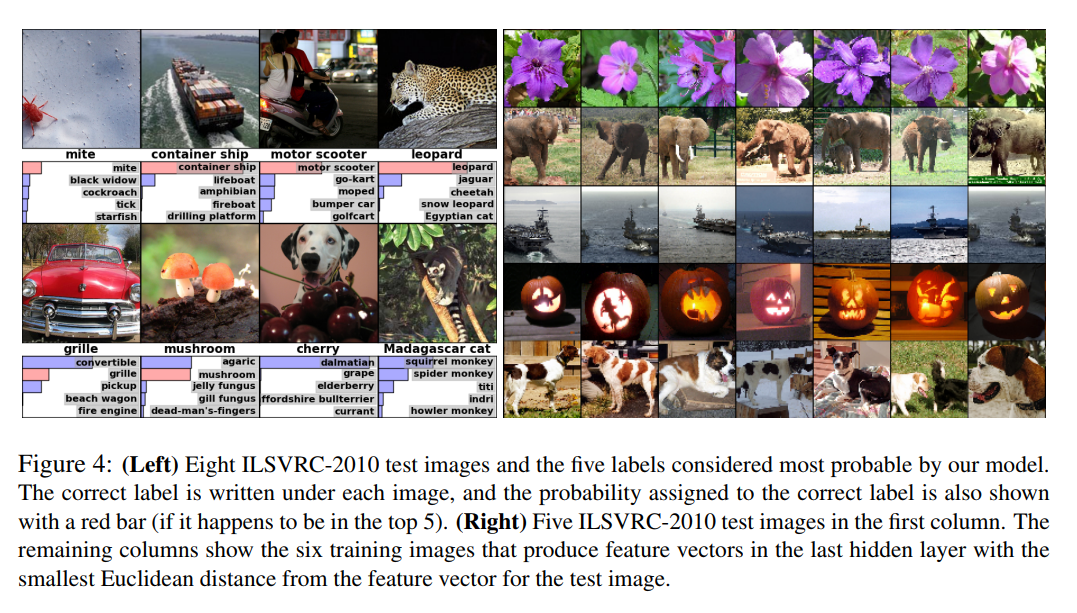 mite
container ship
motor scooter
leopard
mite
black widow
cockroach
tick
starfish
container ship
lifeboat
amphibian
fireboat
drilling platform
motor scooter
go-kart
moped
bumper car
golfcart
leopard
jaguar
cheetah
snow leopard
Egyptian cat
grille
mushroom
cherry
Madagascar cat
convertible
grille
pickup
beach wagon
fire engine
agaric
mushroom
jelly fungus
gill fungus
dead-man's-fingers
dalmatian
grape
elderberry
ffordshire bullterrier
currant
squirrel monkey
spider monkey
titi
indri
howler monkey
Figure 4: (Left) Eight ILSVRC-2010 test images and the five labels considered most probable by our model.
The correct label is written under each image, and the probability assigned to the correct label is also shown
with a red bar (if it happens to be in the top 5). (Right) Five ILSVRC-2010 test images in the first column. The
remaining columns show the six training images that produce feature vectors in the last hidden layer with the
smallest Euclidean distance from the feature vector for the test image.